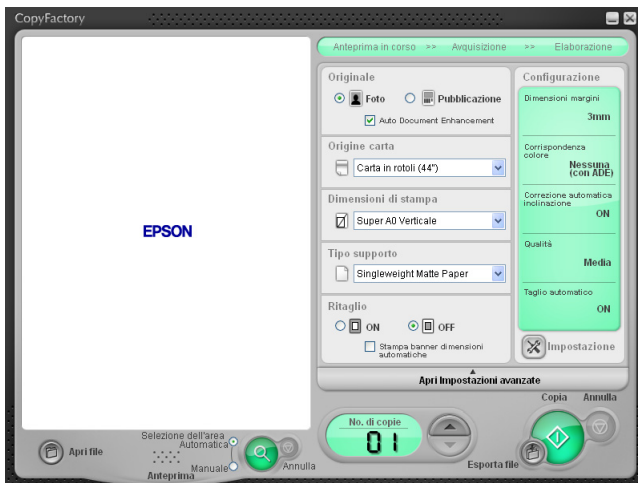 CopyFactory
Anteprima in corso >> Avquisizione >> Elaborazione
EPSON
Originale
Foto
Pubblicazione
Auto Document Enhancement
Origine carta
Carta in rotoli (44")
Dimensioni di stampa
Super A0 Verticale
Tipo supporto
Singleweight Matte Paper
Ritaglio
ON
OFF
Stampa banner dimensioni
automatiche
Configurazione
Dimensioni margini
3mm
Corrispondenza
colore
Nessuna
(con ADE)
Correzione automatica
inclinazione
ON
Qualità
Media
Taglio automatico
ON
Impostazione
Apri Impostazioni avanzate
Apri file
Selezione dell'area
Automatica
Manuale
Anteprima
Annulla
No. di copie
01
Esporta file
Copia
Annulla